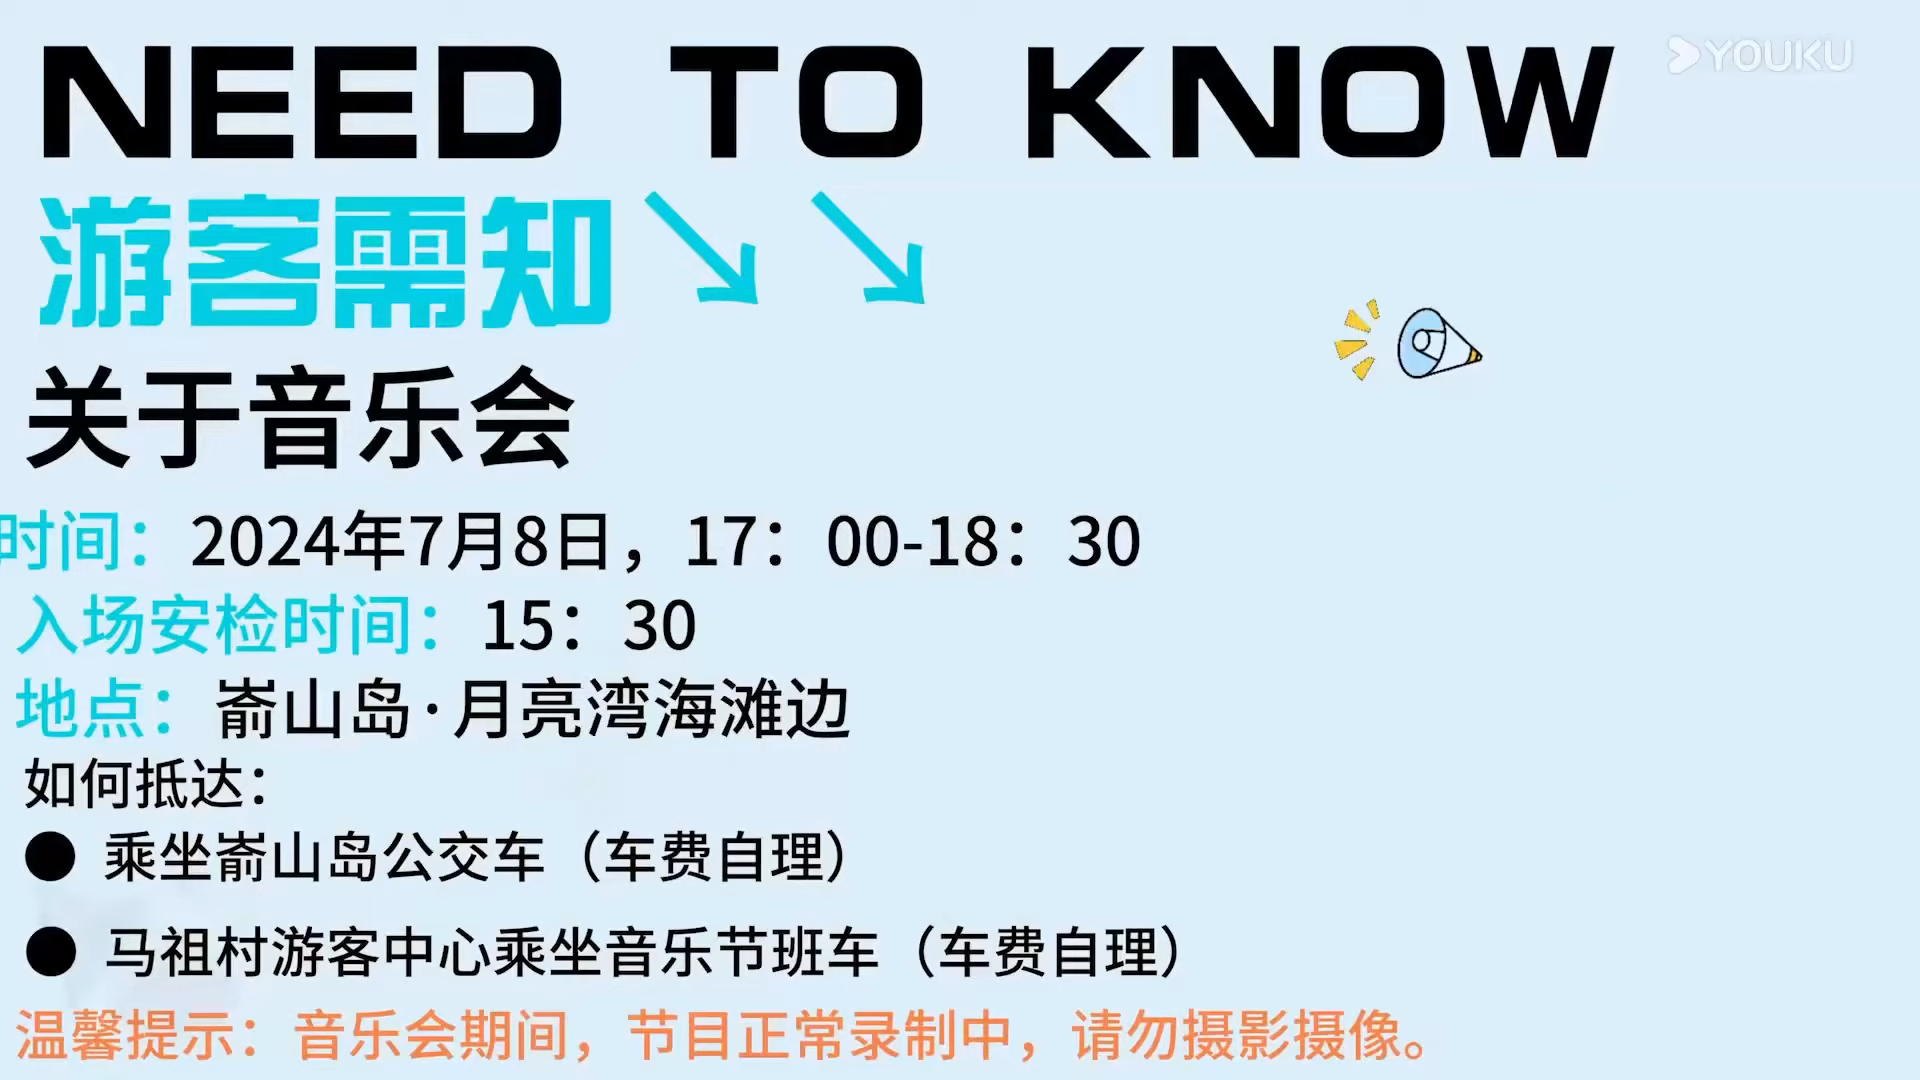 NEED TO KNOW
YOUKU
游客需知
关于音乐会
时间：2024年7月8日，17：00-18：30
入场安检时间：15：30
地点：嵛山岛·月亮湾海滩边
如何抵达：
● 乘坐嵛山岛公交车（车费自理）
● 马祖村游客中心乘坐音乐节班车（车费自理）
温馨提示：音乐会期间，节目正常录制中，请勿摄影摄像。